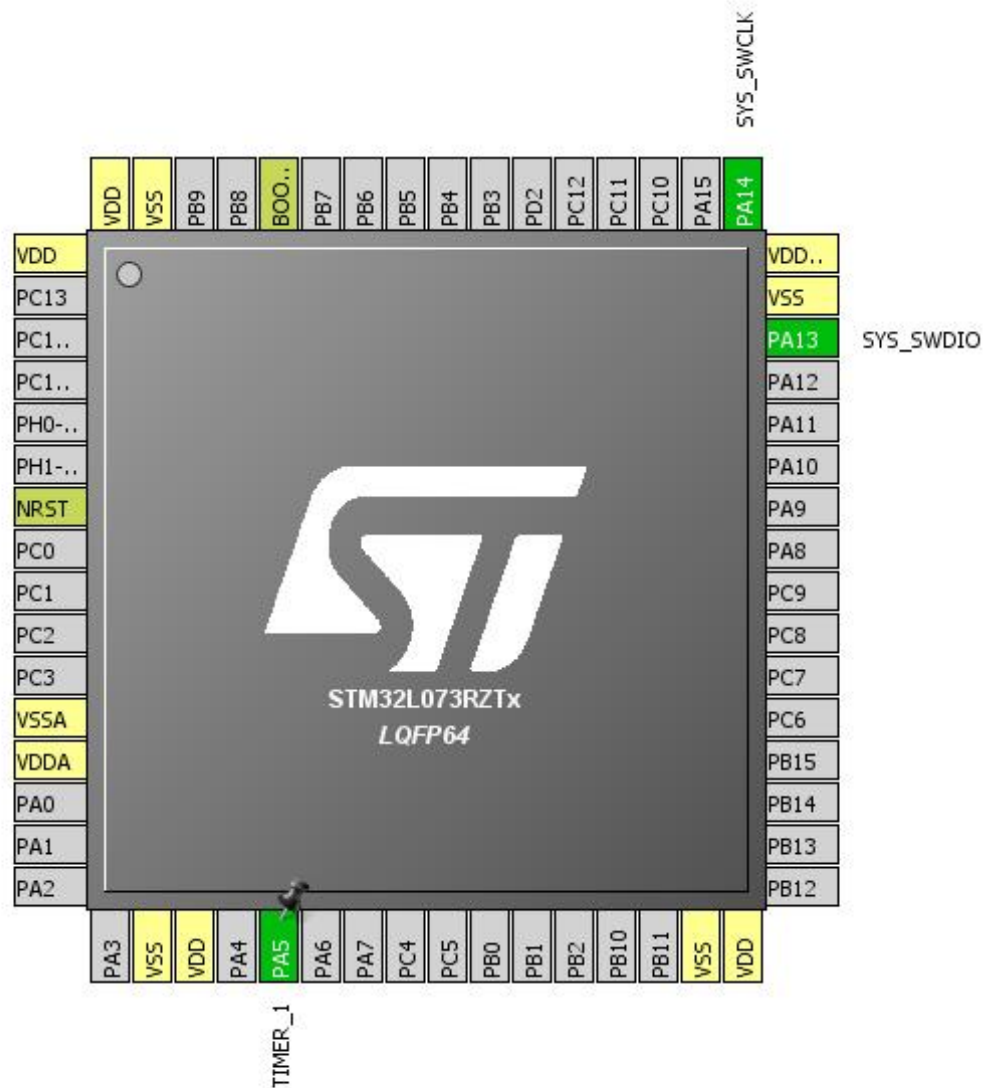 SYS_SWCLK
VDD
VSS
PB9
PB8
BOO..
PB7
PB6
PB5
PB4
PB3
PD2
PC12
PC11
PC10
PA15
PA14
VDD
PC13
PC1..
PC1..
PH0-..
PH1-..
NRST
PC0
PC1
PC2
PC3
VSSA
VDDA
PA0
PA1
PA2
VDD..
VSS
PA13 SYS_SWDIO
PA12
PA11
PA10
PA9
PA8
PC9
PC8
PC7
PC6
PB15
PB14
PB13
PB12
ST
STM32L073RZTx
LQFP64
PA3
VSS
VDD
PA4
PA5
PA6
PA7
PC4
PC5
PB0
PB1
PB2
PB10
PB11
VSS
VDD
TIMER_1